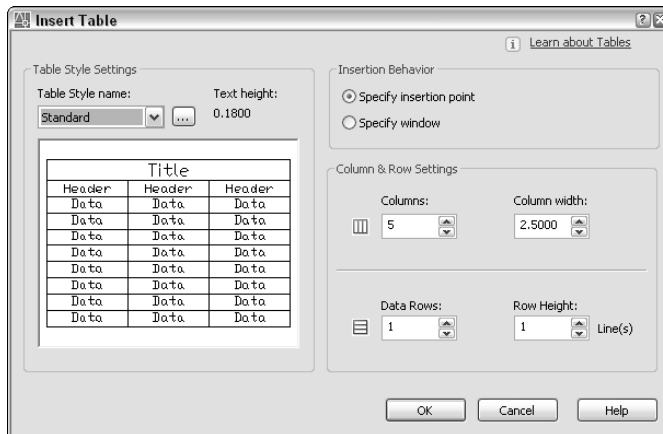 Insert Table
Learn about Tables
Table Style Settings
Table Style name:
Text height:
Standard
...
0.1800
Title
Header Header Header
Data Data Data
Data Data Data
Data Data Data
Data Data Data
Data Data Data
Data Data Data
Data Data Data
Data Data Data
Insertion Behavior
Specify insertion point
Specify window
Column & Row Settings
Columns:
Column width:
5
2.5000
Data Rows:
Row Height:
1
1
Line(s)
OK
Cancel
Help